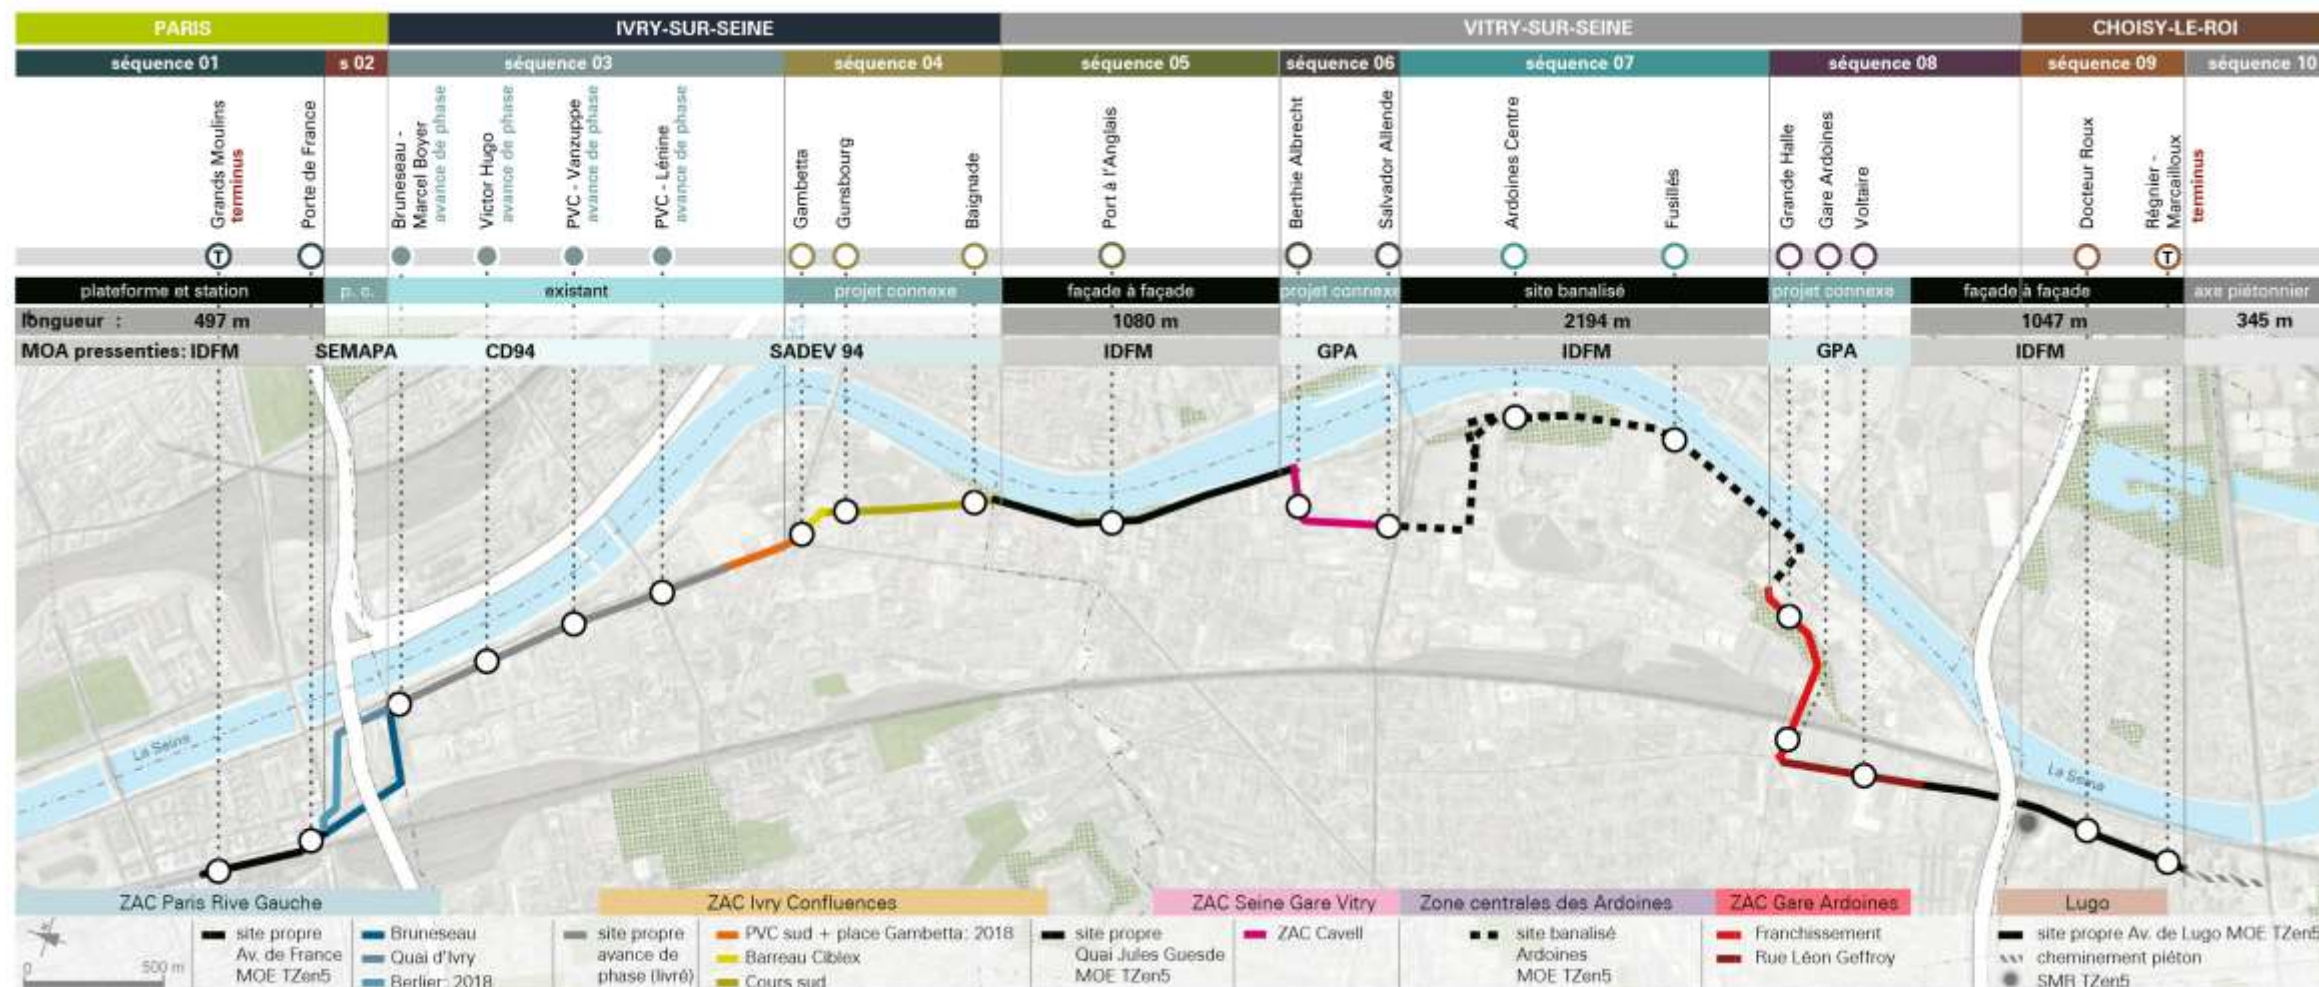 PARIS
IVRY-SUR-SEINE
VITRY-SUR-SEINE
CHOISY-LE-ROI
séquence 01
s 02
séquence 03
séquence 04
séquence 05
séquence 06
séquence 07
séquence 08
séquence 09
séquence 10
Grands Moulins
terminus
Porte de France
Bruneseau -
Marcel Boyer
avance de phase
Victor Hugo
avance de phase
PVC - Vanzuppe
avance de phase
PVC - Lénine
avance de phase
Gambetta
Gunsbourg
Baignade
Port à l'Anglais
Berthie Albrecht
Salvador Allende
Ardoines Centre
Fusillés
Grande Halle
Gare Ardoines
Voltaire
Docteur Roux
Régnier -
Marcailloux
terminus
T
T
plateforme et station
p. c.
existant
projet connexe
façade à façade
projet connexe
site banalisé
projet connexe
façade à façade
axe piétonnier
longueur :
497 m
1080 m
2194 m
1047 m
345 m
MOA pressenties: IDFM
SEMAPA
CD94
SADEV 94
IDFM
GPA
IDFM
GPA
IDFM
La Seine
La Seine
ZAC Paris Rive Gauche
ZAC Ivry Confluences
ZAC Seine Gare Vitry
Zone centrales des Ardoines
ZAC Gare Ardoines
Lugo
0
500 m
site propre
Av. de France
MOE TZen5
Bruneseau
Quai d'Ivry
Berlier: 2018
site propre
avance de
phase (livré)
PVC sud + place Gambetta: 2018
Barreau Ciblex
Cours sud
site propre
Quai Jules Guesde
MOE TZen5
ZAC Cavell
site banalisé
Ardoines
MOE TZen5
Franchissement
Rue Léon Geffroy
site propre Av. de Lugo MOE TZen5
cheminement piéton
SMR TZen5